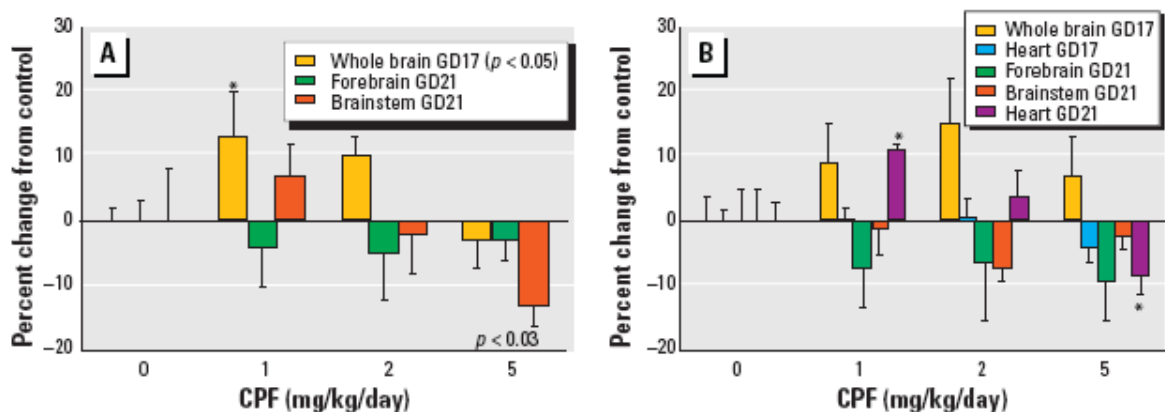 A
Percent change from control
30
20
10
0
–10
–20
Whole brain GD17 (p < 0.05)
Forebrain GD21
Brainstem GD21
*
p < 0.03
0
1
2
5
CPF (mg/kg/day)
B
Percent change from control
30
20
10
0
–10
–20
Whole brain GD17
Heart GD17
Forebrain GD21
Brainstem GD21
Heart GD21
*
*
0
1
2
5
CPF (mg/kg/day)